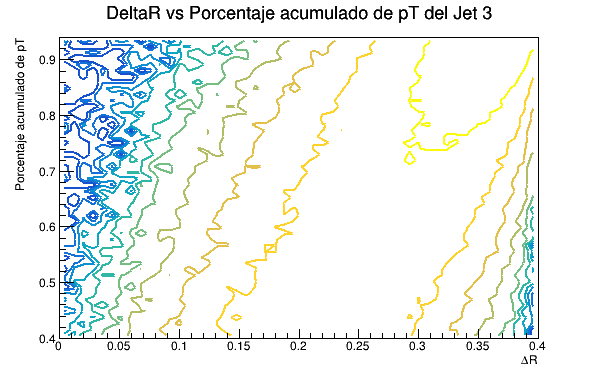 DeltaR vs Porcentaje acumulado de pT del Jet 3
Porcentaje acumulado de pT
0.9
0.8
0.7
0.6
0.5
0.4
0 0.05 0.1 0.15 0.2 0.25 0.3 0.35 0.4
ΔR